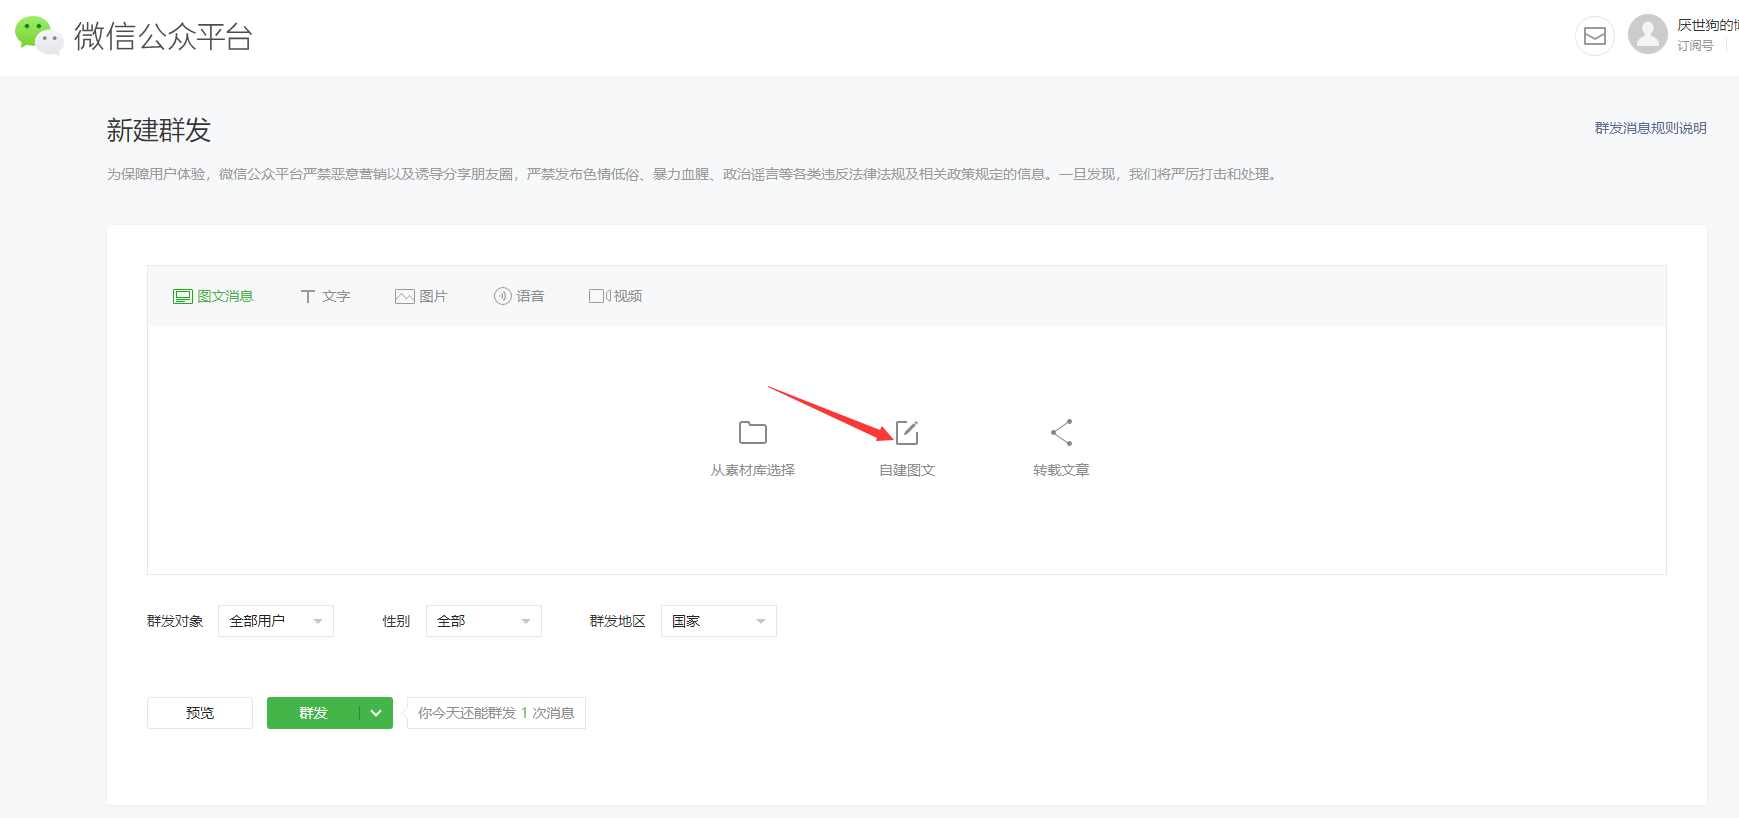 微信公众平台
厌世狗的
订阅号
新建群发
群发消息规则说明
为保障用户体验，微信公众平台严禁恶意营销以及诱导分享朋友圈，严禁发布色情低俗、暴力血腥、政治谣言等各类违反法律法规及相关政策规定的信息。一旦发现，我们将严厉打击和处理。
图文消息 文字 图片 语音 视频
从素材库选择 自建图文 转载文章
群发对象 全部用户 性别 全部 群发地区 国家
预览 群发 你今天还能群发 1 次消息